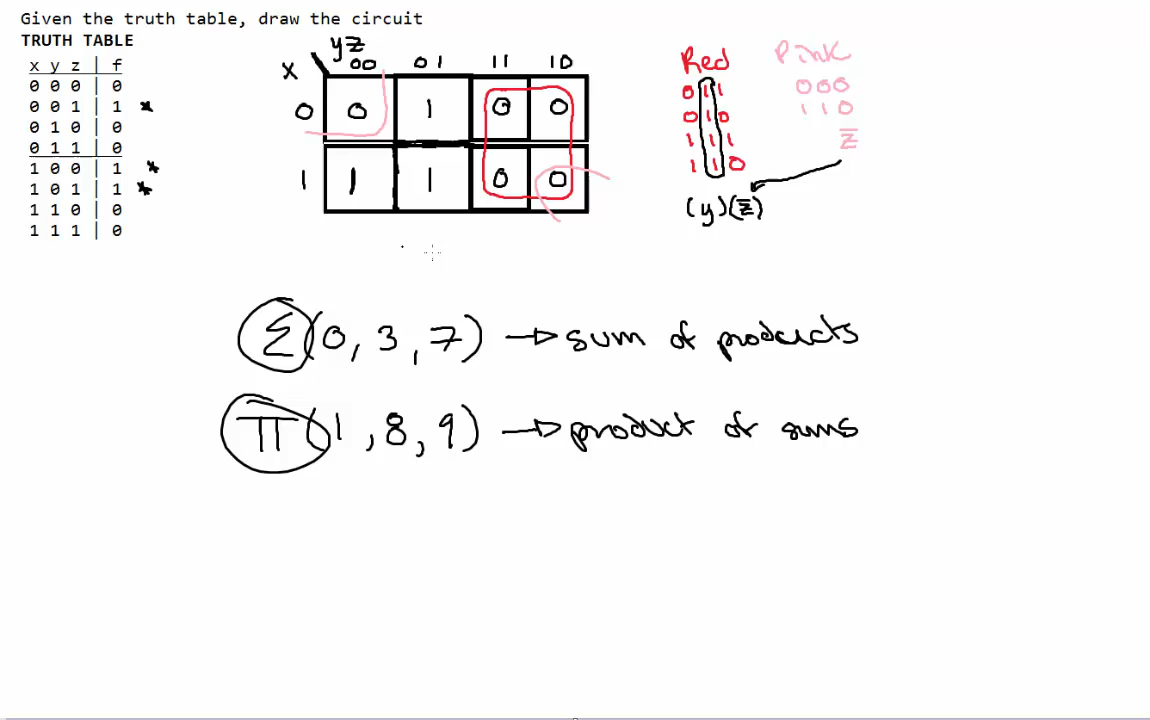 Given the truth table, draw the circuit
TRUTH TABLE
x y z | f
0 0 0 | 0
0 0 1 | 1 *
0 1 0 | 0
0 1 1 | 0
1 0 0 | 1 *
1 0 1 | 1 *
1 1 0 | 0
1 1 1 | 0
yz
x 00 01 11 10
0 0 1 0 0
1 1 1 0 0
Red
011
010
111
110
(y)(z̅)
Pink
000
110
z̅
Σ(0, 3, 7) → sum of products
π(1, 8, 9) → product of sums